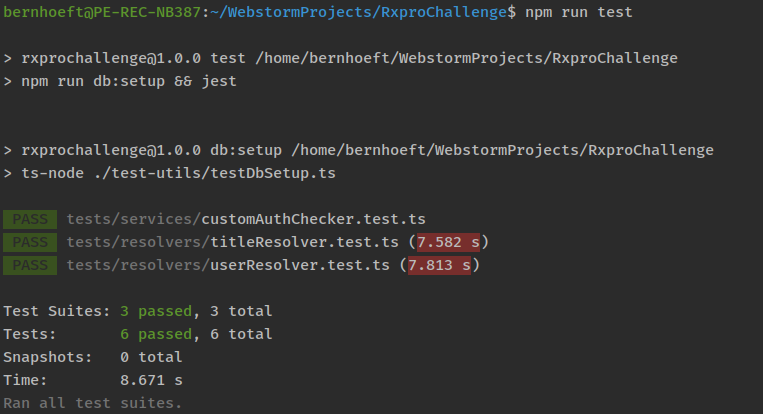 bernhoeft@PE-REC-NB387:~/WebstormProjects/RxproChallenge$ npm run test
> rxprochallenge@1.0.0 test /home/bernhoeft/WebstormProjects/RxproChallenge
> npm run db:setup && jest
> rxprochallenge@1.0.0 db:setup /home/bernhoeft/WebstormProjects/RxproChallenge
> ts-node ./test-utils/testDbSetup.ts
PASS tests/services/customAuthChecker.test.ts
PASS tests/resolvers/titleResolver.test.ts (7.582 s)
PASS tests/resolvers/userResolver.test.ts (7.813 s)
Test Suites: 3 passed, 3 total
Tests: 6 passed, 6 total
Snapshots: 0 total
Time: 8.671 s
Ran all test suites.